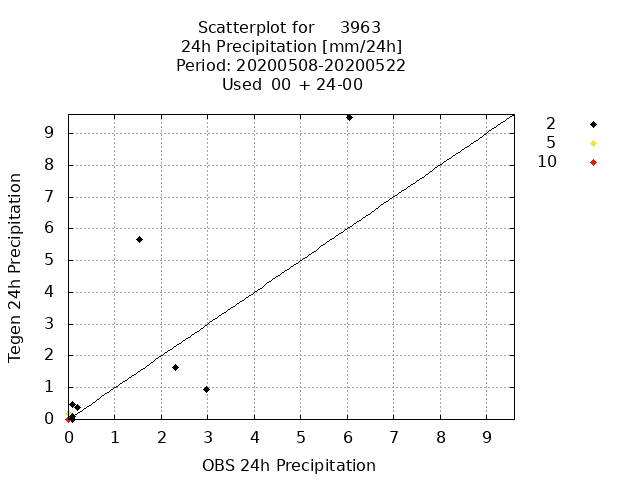 Scatterplot for 3963
24h Precipitation [mm/24h]
Period: 20200508-20200522
Used 00 + 24-00
2
5
10
9
8
7
6
5
4
3
2
1
0
0 1 2 3 4 5 6 7 8 9
Tegen 24h Precipitation
OBS 24h Precipitation